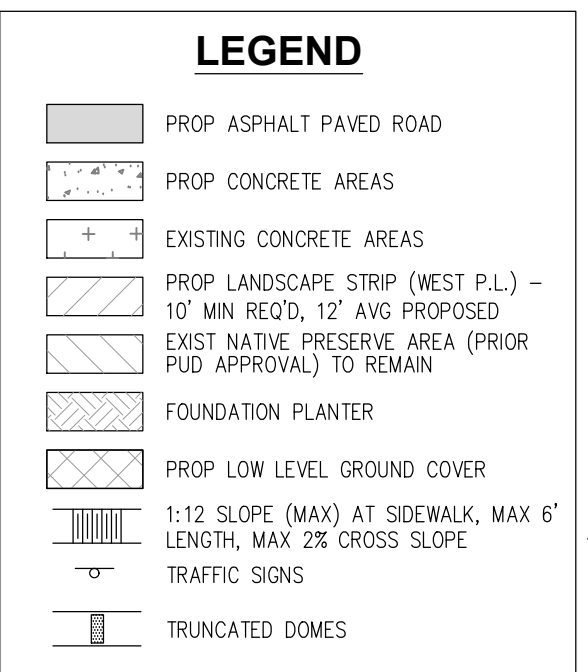 LEGEND
PROP ASPHALT PAVED ROAD
PROP CONCRETE AREAS
EXISTING CONCRETE AREAS
PROP LANDSCAPE STRIP (WEST P.L.) –
10' MIN REQ'D, 12' AVG PROPOSED
EXIST NATIVE PRESERVE AREA (PRIOR
PUD APPROVAL) TO REMAIN
FOUNDATION PLANTER
PROP LOW LEVEL GROUND COVER
1:12 SLOPE (MAX) AT SIDEWALK, MAX 6'
LENGTH, MAX 2% CROSS SLOPE
TRAFFIC SIGNS
TRUNCATED DOMES